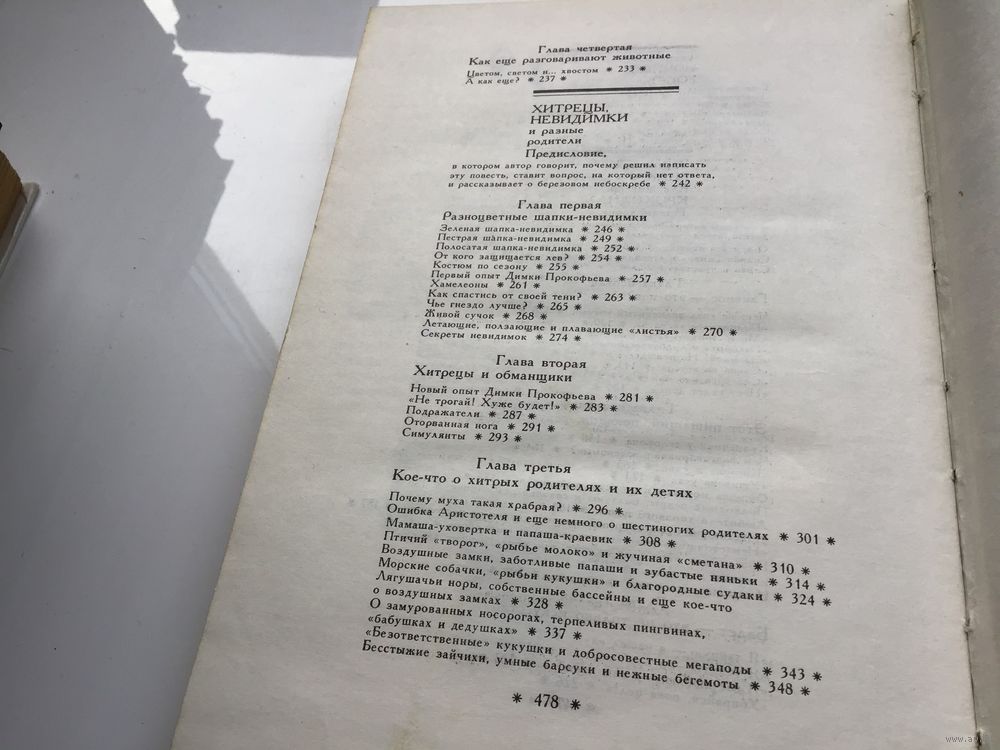 Глава четвертая
Как еще разговаривают животные
Цветом, светом и... хвостом ✷ 233 ✷
А как еще? ✷ 237 ✷
ХИТРЕЦЫ,
НЕВИДИМКИ
и разные
родители
Предисловие,
в котором автор говорит, почему решил написать
эту повесть, ставит вопрос, на который нет ответа,
и рассказывает о березовом небоскребе ✷ 242 ✷
Глава первая
Разноцветные шапки-невидимки
Зеленая шапка-невидимка ✷ 246 ✷
Пестрая шапка-невидимка ✷ 249 ✷
Полосатая шапка-невидимка ✷ 252 ✷
От кого защищается лев? ✷ 254 ✷
Костюм по сезону ✷ 255 ✷
Первый опыт Димки Прокофьева ✷ 257 ✷
Хамелеоны ✷ 261 ✷
Как спастись от своей тени? ✷ 263 ✷
Чье гнездо лучше? ✷ 265 ✷
Живой сучок ✷ 268 ✷
Летающие, ползающие и плавающие «листья» ✷ 270 ✷
Секреты невидимок ✷ 274 ✷
Глава вторая
Хитрецы и обманщики
Новый опыт Димки Прокофьева ✷ 281 ✷
«Не трогай! Хуже будет!» ✷ 283 ✷
Подражатели ✷ 287 ✷
Оторванная нога ✷ 291 ✷
Симулянты ✷ 293 ✷
Глава третья
Кое-что о хитрых родителях и их детях
Почему муха такая храбрая? ✷ 296 ✷
Ошибка Аристотеля и еще немного о шестиногих родителях ✷ 301 ✷
Мамаша-уховертка и папаша-краевик ✷ 308 ✷
Птичий «творог», «рыбье молоко» и жучиная «сметана» ✷ 310 ✷
Воздушные замки, заботливые папаши и зубастые няньки ✷ 314 ✷
Морские собачки, «рыбьи кукушки» и благородные судаки ✷ 324 ✷
Лягушачьи норы, собственные бассейны и еще кое-что
о воздушных замках ✷ 328 ✷
О замурованных носорогах, терпеливых пингвинах,
«бабушках и дедушках» ✷ 337 ✷
«Безответственные» кукушки и добросовестные мегаподы ✷ 343 ✷
Бесстыжие зайчихи, умные барсуки и нежные бегемоты ✷ 348 ✷
✷ 478 ✷